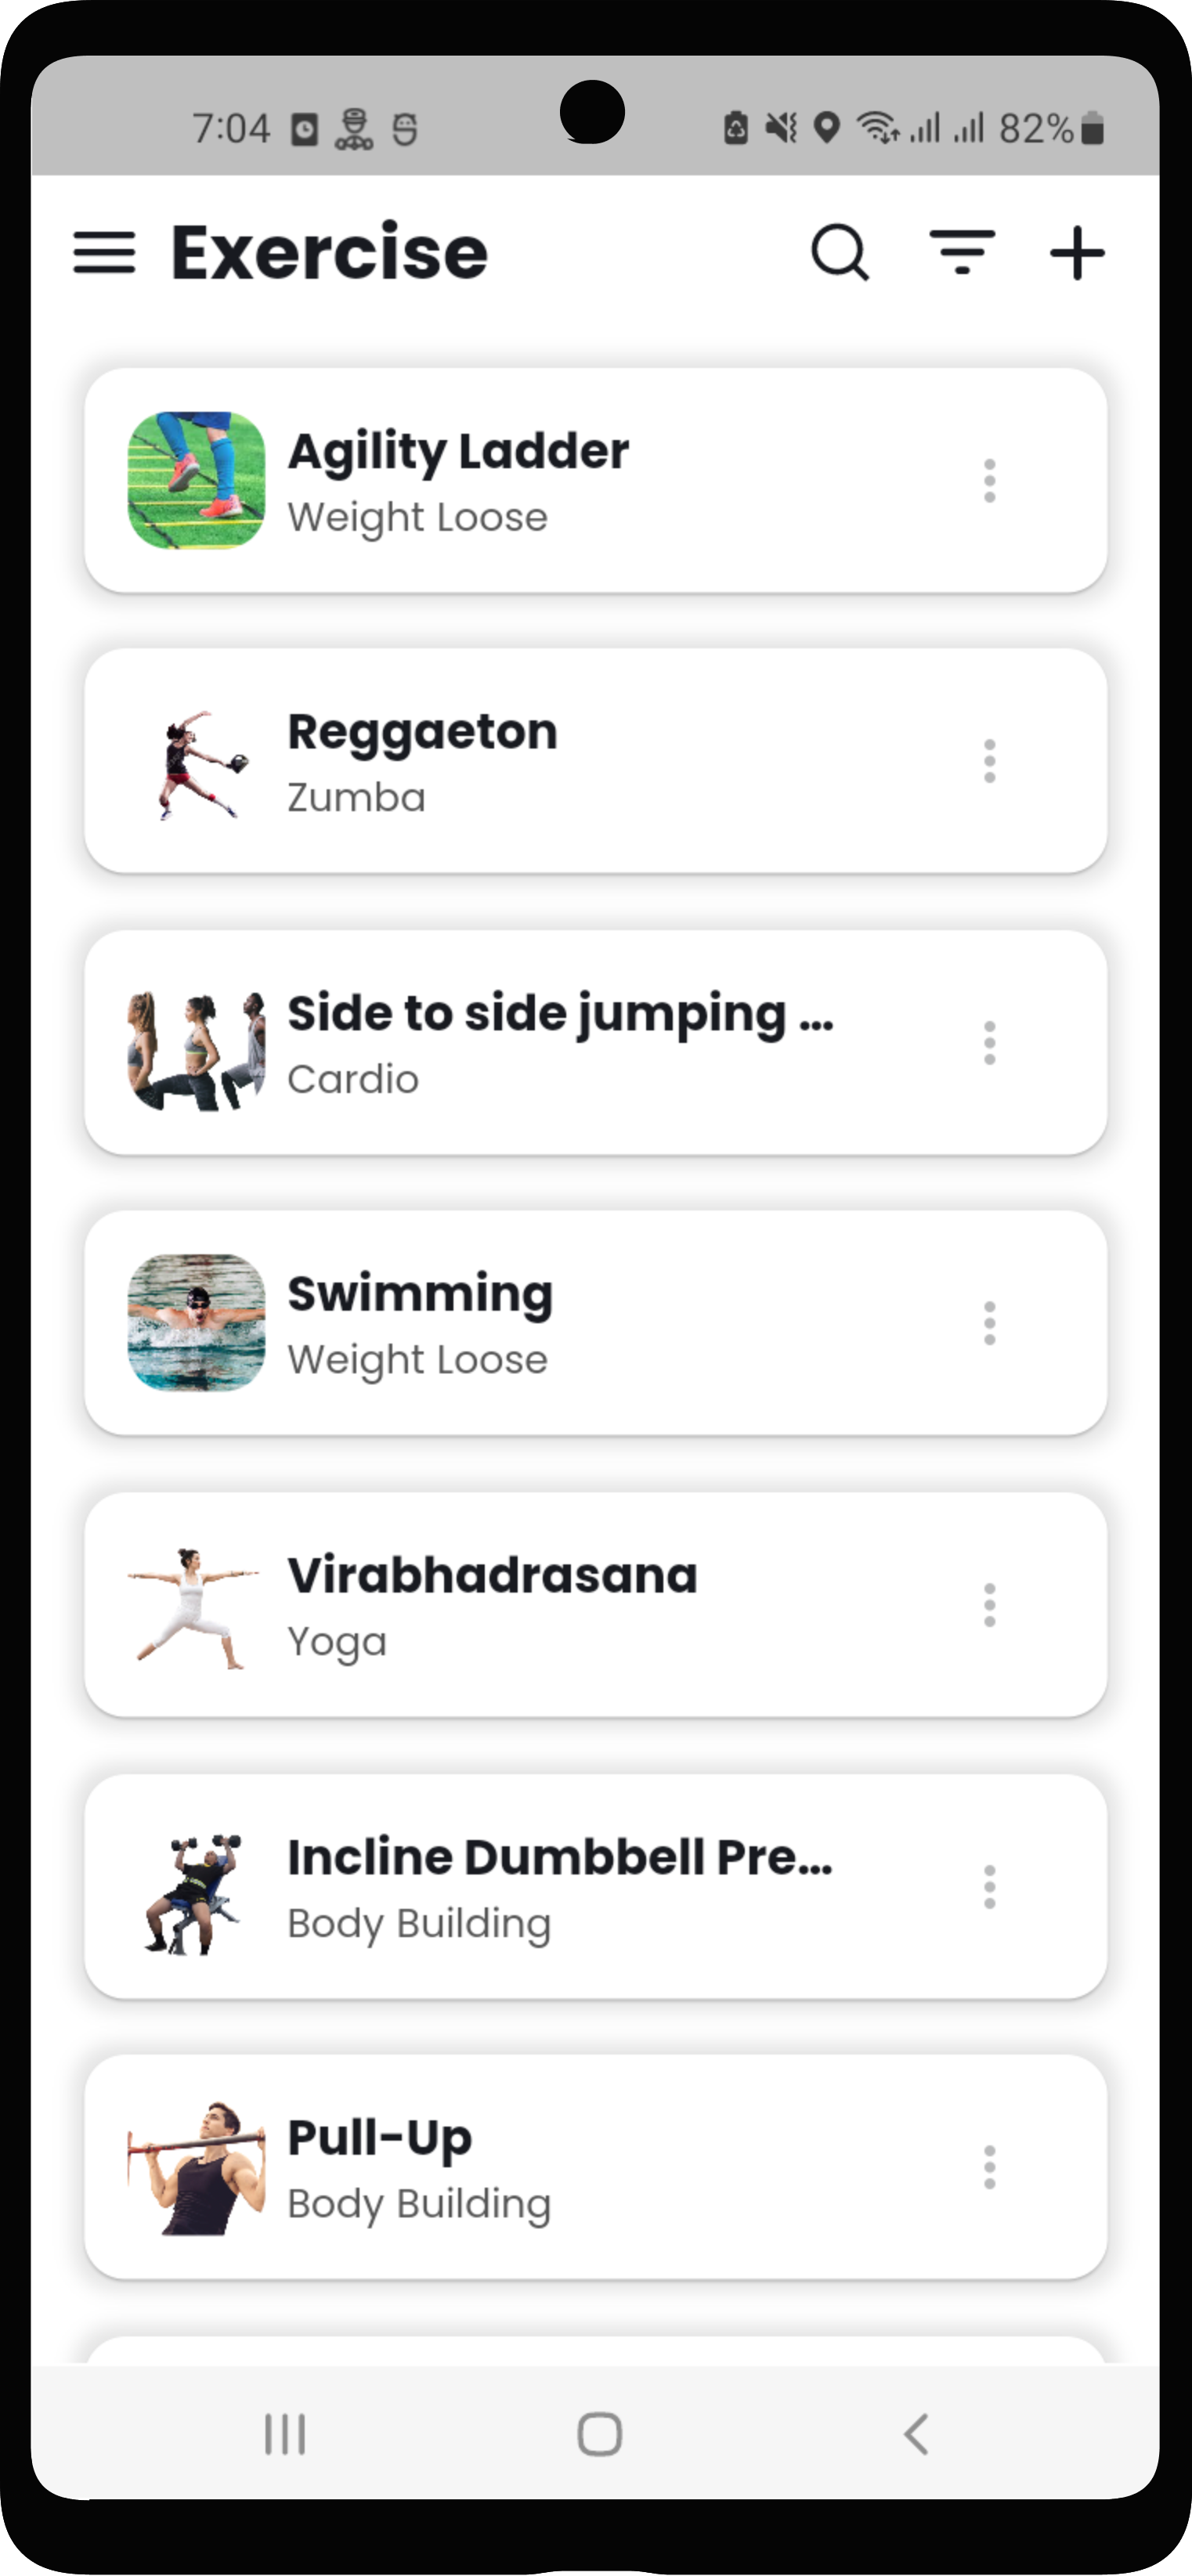 7:04 82%
Exercise
Agility Ladder
Weight Loose
Reggaeton
Zumba
Side to side jumping ...
Cardio
Swimming
Weight Loose
Virabhadrasana
Yoga
Incline Dumbbell Pre...
Body Building
Pull-Up
Body Building